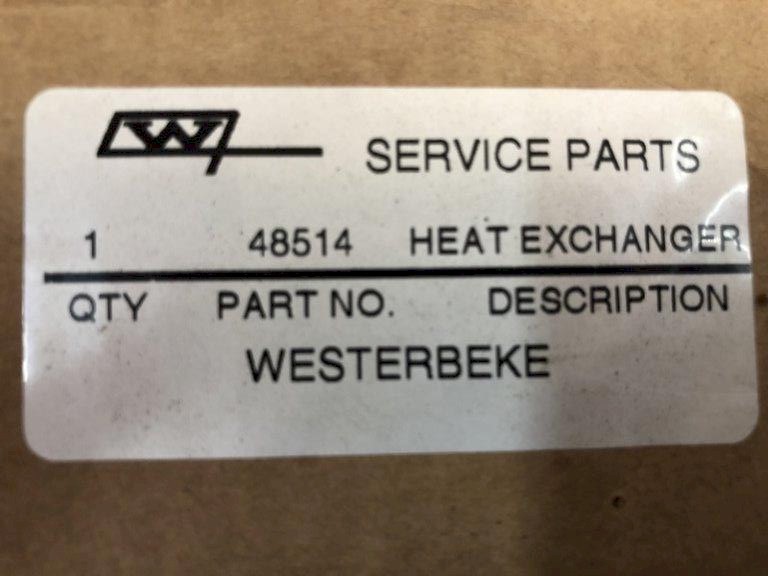 W SERVICE PARTS
1 48514 HEAT EXCHANGER
QTY PART NO. DESCRIPTION
WESTERBEKE